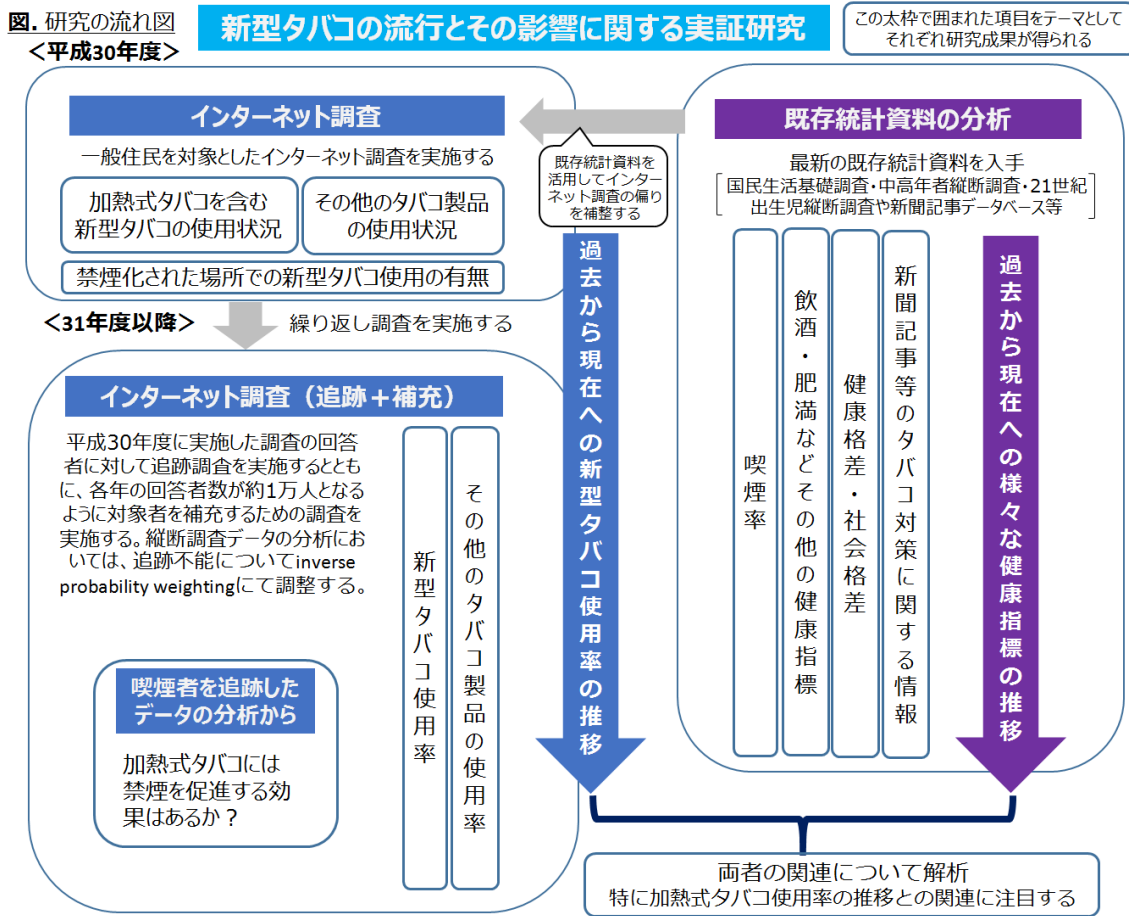 図. 研究の流れ図
新型タバコの流行とその影響に関する実証研究
この太枠で囲まれた項目をテーマとして
それぞれ研究成果が得られる
<平成30年度>
インターネット調査
一般住民を対象としたインターネット調査を実施する
加熱式タバコを含む
新型タバコの使用状況
その他のタバコ製品
の使用状況
禁煙化された場所での新型タバコ使用の有無
既存統計資料を
活用してインター
ネット調査の偏り
を補整する
既存統計資料の分析
最新の既存統計資料を入手
国民生活基礎調査・中高年者縦断調査・21世紀
出生児縦断調査や新聞記事データベース等
喫煙率
飲酒・肥満などその他の健康指標
健康格差・社会格差
新聞記事等のタバコ対策に関する情報
過去から現在への様々な健康指標の推移
過去から現在への新型タバコ使用率の推移
<31年度以降>
繰り返し調査を実施する
インターネット調査（追跡＋補充）
平成30年度に実施した調査の回答
者に対して追跡調査を実施するととも
に、各年の回答者数が約1万人となる
ように対象者を補充するための調査を
実施する。縦断調査データの分析にお
いては、追跡不能についてinverse
probability weightingにて調整する。
新型タバコ使用率
その他のタバコ製品の使用率
喫煙者を追跡した
データの分析から
加熱式タバコには
禁煙を促進する効
果はあるか？
両者の関連について解析
特に加熱式タバコ使用率の推移との関連に注目する